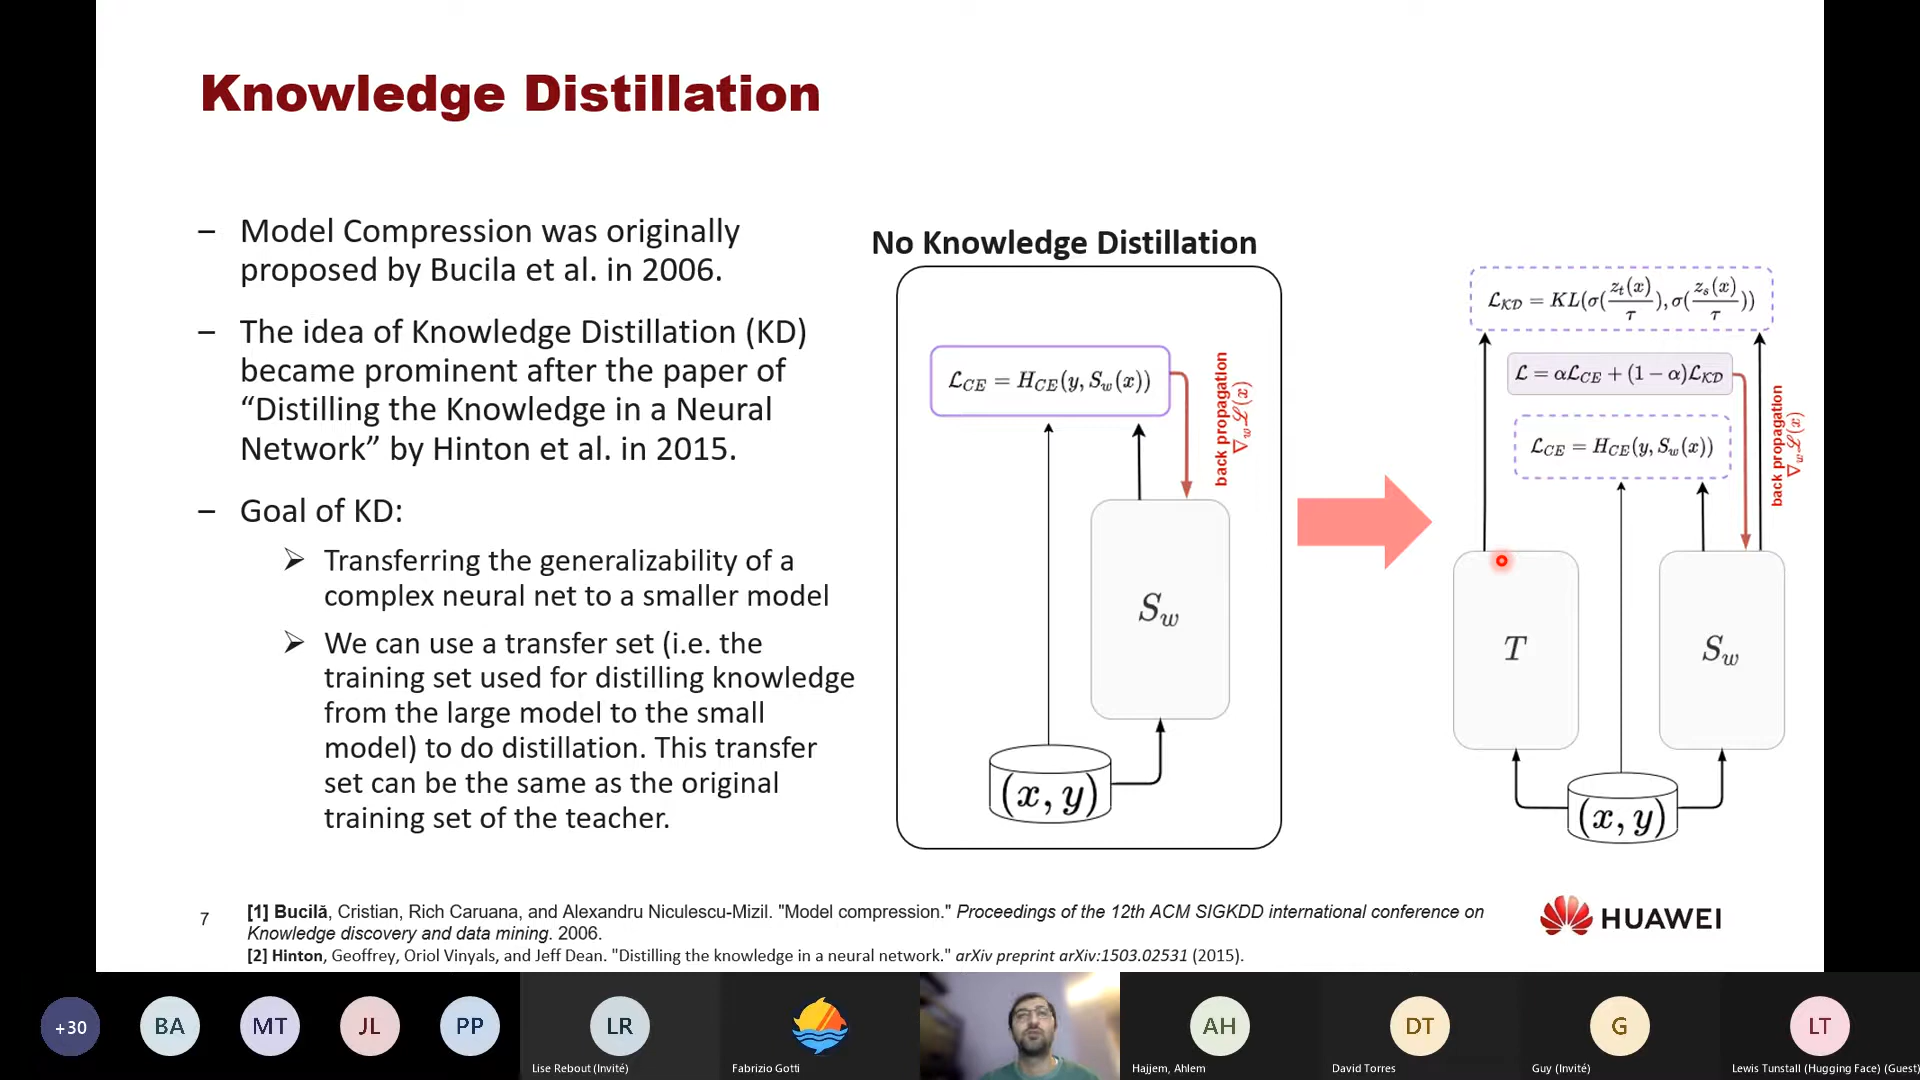 Knowledge Distillation
– Model Compression was originally
proposed by Bucila et al. in 2006.
– The idea of Knowledge Distillation (KD)
became prominent after the paper of
“Distilling the Knowledge in a Neural
Network” by Hinton et al. in 2015.
– Goal of KD:
➢ Transferring the generalizability of a
complex neural net to a smaller model
➢ We can use a transfer set (i.e. the
training set used for distilling knowledge
from the large model to the small
model) to do distillation. This transfer
set can be the same as the original
training set of the teacher.
No Knowledge Distillation
ℒ_CE = H_CE(y, S_w(x))
back propagation
∇_w ℒ(x)
S_w
(x, y)
ℒ_KD = KL(σ(z_t(x)/τ), σ(z_s(x)/τ))
ℒ = αℒ_CE + (1 − α)ℒ_KD
ℒ_CE = H_CE(y, S_w(x))
back propagation
∇_w ℒ(x)
T
S_w
(x, y)
7
[1] Bucilă, Cristian, Rich Caruana, and Alexandru Niculescu-Mizil. "Model compression." Proceedings of the 12th ACM SIGKDD international conference on
Knowledge discovery and data mining. 2006.
[2] Hinton, Geoffrey, Oriol Vinyals, and Jeff Dean. "Distilling the knowledge in a neural network." arXiv preprint arXiv:1503.02531 (2015).
HUAWEI
+30
BA
MT
JL
PP
LR
AH
DT
G
LT
Lise Rebout (Invité)
Fabrizio Gotti
Hajjem, Ahlem
David Torres
Guy (Invité)
Lewis Tunstall (Hugging Face) (Guest)